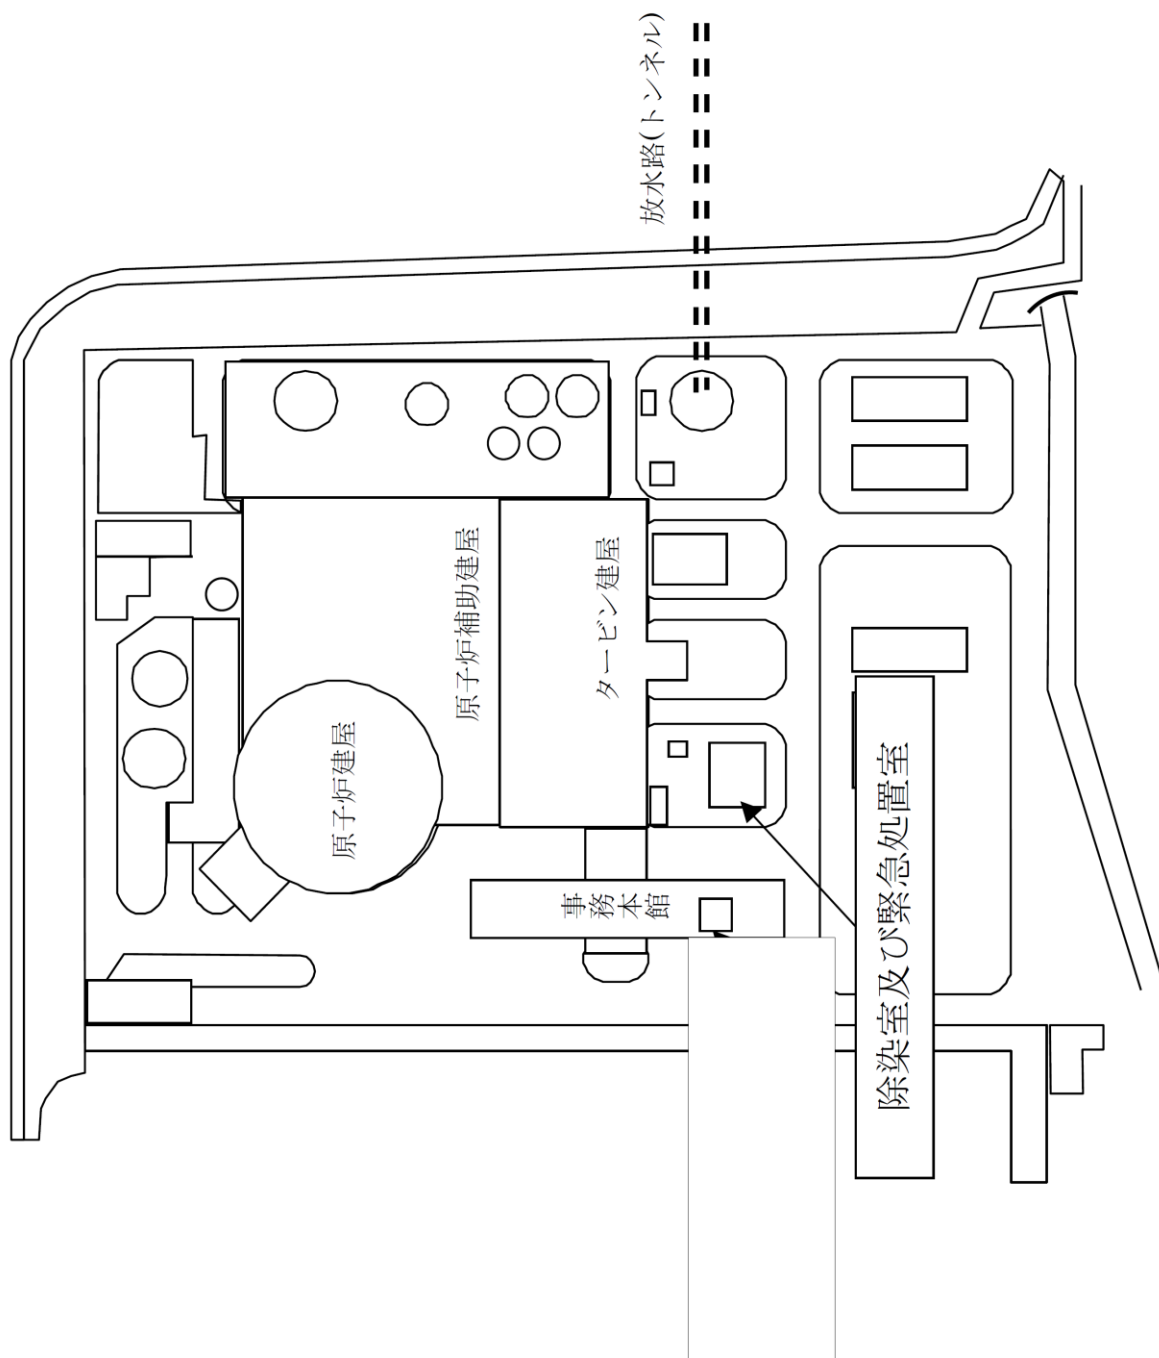 放水路(トンネル)
原子炉補助建屋
タービン建屋
原子炉建屋
事務本館
除染室及び緊急処置室